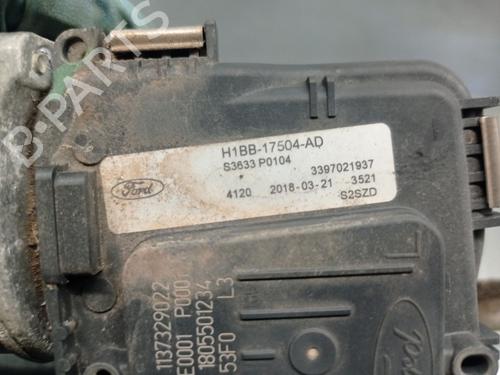 B-PARTS
H1BB-17504-AD
S3633 P0104
3397021937
4120 2018-03-21 3521
S2SZD
Ford
1137329022
E0001 P000
1805501234
53F0 L3
L